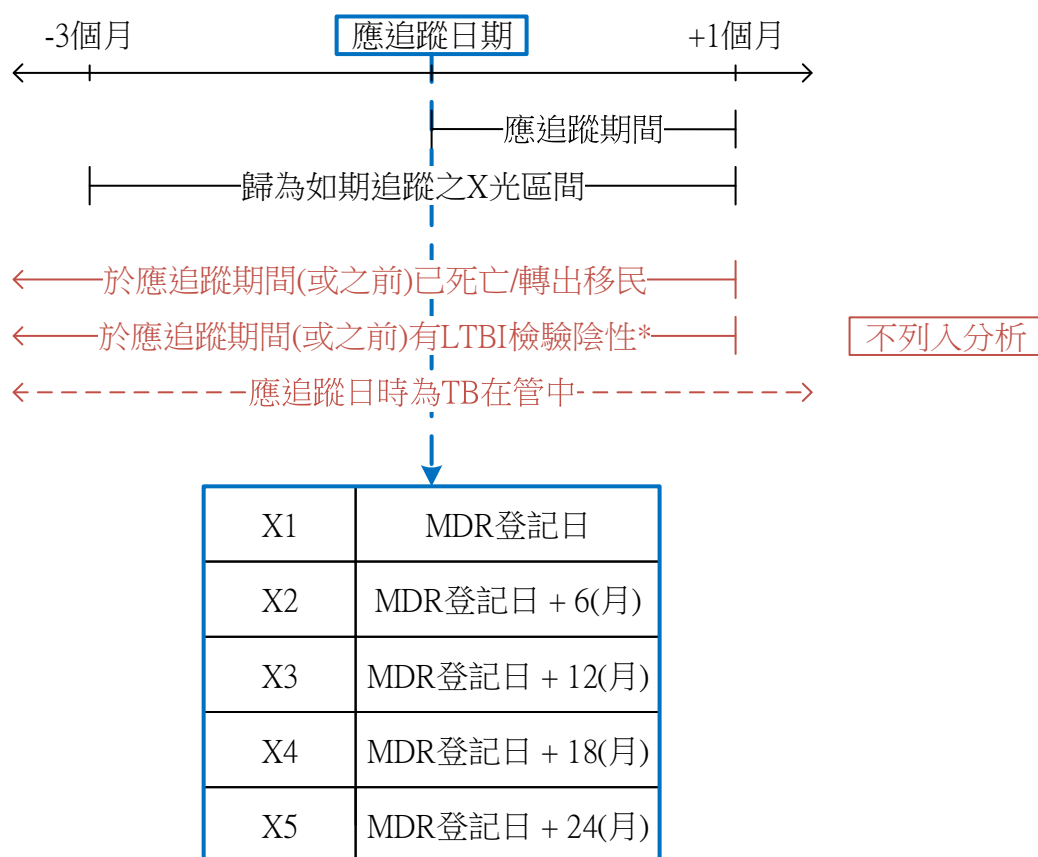 -3個月 應追蹤日期 +1個月
應追蹤期間
歸為如期追蹤之X光區間
於應追蹤期間(或之前)已死亡/轉出移民
於應追蹤期間(或之前)有LTBI檢驗陰性* 不列入分析
應追蹤日時為TB在管中
X1 MDR登記日
X2 MDR登記日 + 6(月)
X3 MDR登記日 + 12(月)
X4 MDR登記日 + 18(月)
X5 MDR登記日 + 24(月)